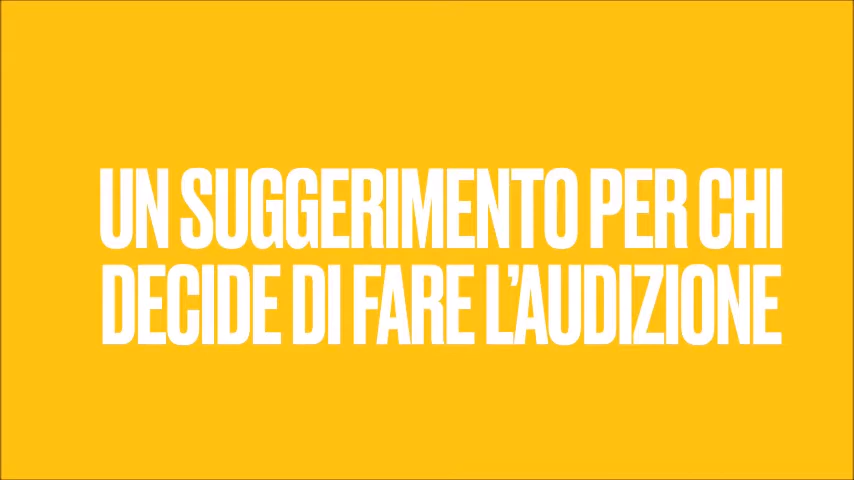 UN SUGGERIMENTO PER CHI
DECIDE DI FARE L'AUDIZIONE